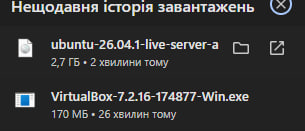 Нещодавня історія завантажень
ubuntu-26.04.1-live-server-a
2,7 ГБ • 2 хвилини тому
VirtualBox-7.2.16-174877-Win.exe
170 МБ • 26 хвилин тому